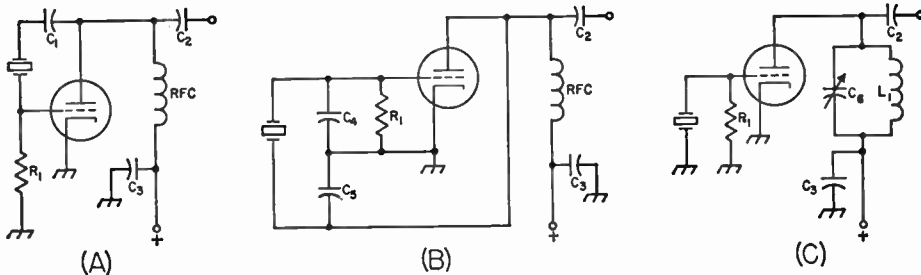 C1
C2
RFC
R1
C3
+
(A)
C4
R1
C5
C2
RFC
C3
+
(B)
R1
C2
C6
L1
C3
+
(C)